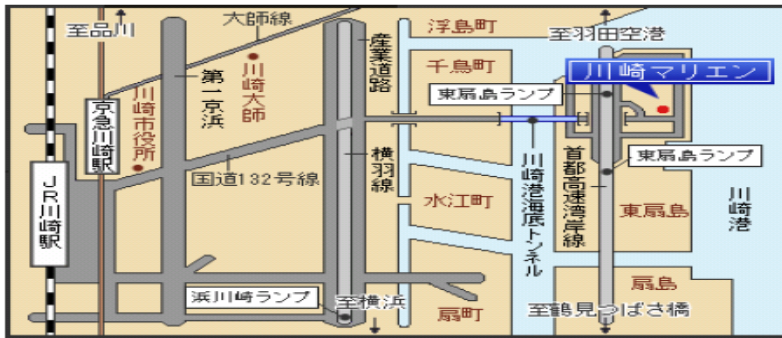 至品川
大師線
産業道路
浮島町
至羽田空港
川崎マリエン
千鳥町
東扇島ランプ
第一京浜
川崎大師
京急川崎駅
川崎市役所
国道132号線
横羽線
川崎港海底トンネル
首都高速湾岸線
東扇島ランプ
JR川崎駅
水江町
東扇島
川崎港
浜川崎ランプ
至横浜
扇町
扇島
至鶴見つばさ橋